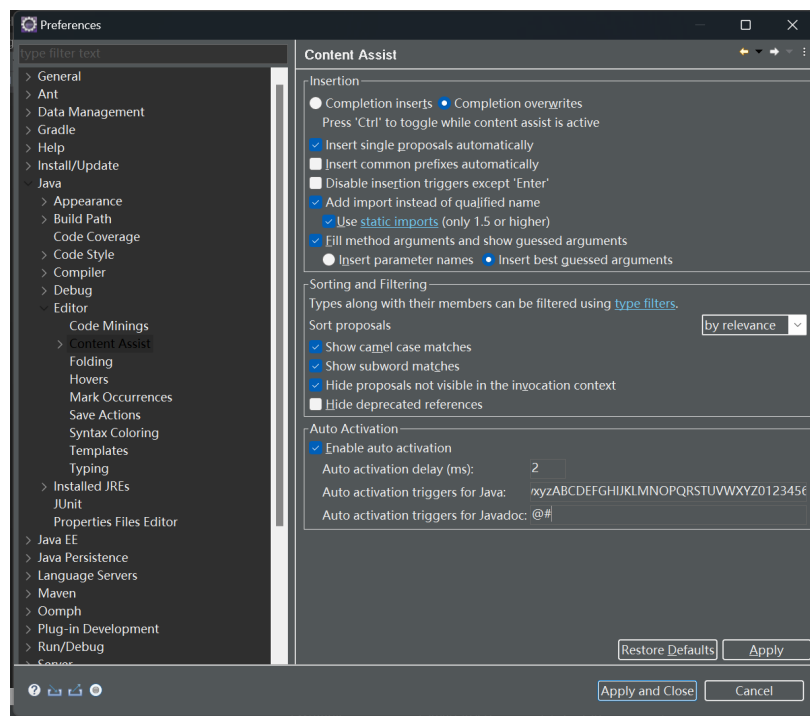 Preferences
type filter text
General
Ant
Data Management
Gradle
Help
Install/Update
Java
Appearance
Build Path
Code Coverage
Code Style
Compiler
Debug
Editor
Code Minings
Content Assist
Folding
Hovers
Mark Occurrences
Save Actions
Syntax Coloring
Templates
Typing
Installed JREs
JUnit
Properties Files Editor
Java EE
Java Persistence
Language Servers
Maven
Oomph
Plug-in Development
Run/Debug
Server
Content Assist
Insertion
Completion inserts Completion overwrites
Press 'Ctrl' to toggle while content assist is active
Insert single proposals automatically
Insert common prefixes automatically
Disable insertion triggers except 'Enter'
Add import instead of qualified name
Use static imports (only 1.5 or higher)
Fill method arguments and show guessed arguments
Insert parameter names Insert best guessed arguments
Sorting and Filtering
Types along with their members can be filtered using type filters.
Sort proposals by relevance
Show camel case matches
Show subword matches
Hide proposals not visible in the invocation context
Hide deprecated references
Auto Activation
Enable auto activation
Auto activation delay (ms): 2
Auto activation triggers for Java: xyzABCDEFGHIJKLMNOPQRSTUVWXYZ0123456
Auto activation triggers for Javadoc: @#
Restore Defaults Apply
Apply and Close Cancel